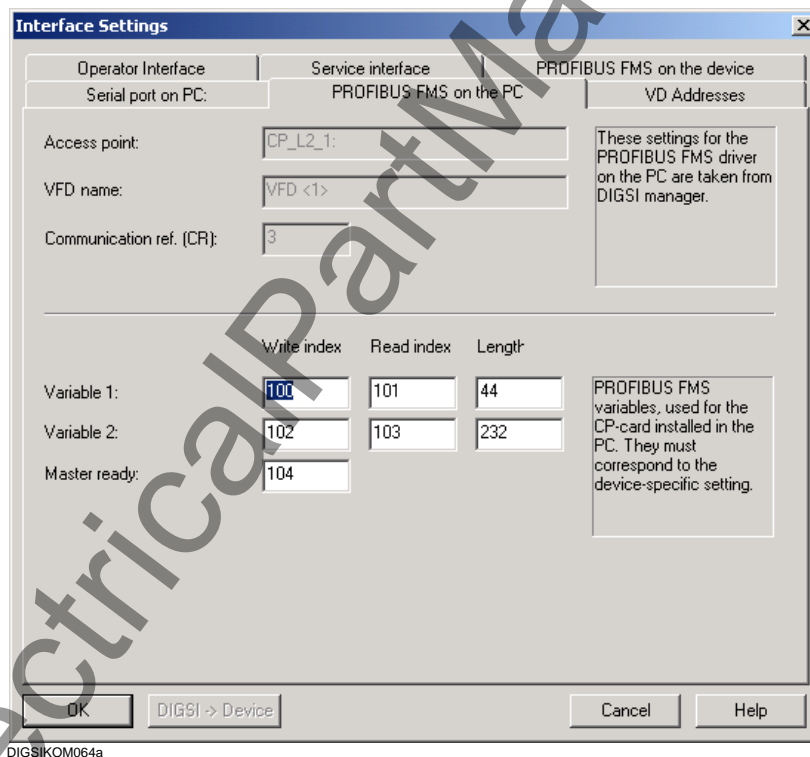 Interface Settings
Operator Interface Service interface PROFIBUS FMS on the device
Serial port on PC: PROFIBUS FMS on the PC VD Addresses
Access point: CP_L2_1:
These settings for the
PROFIBUS FMS driver
on the PC are taken from
DIGSI manager.
VFD name: VFD <1>
Communication ref. (CR): 3
Write index Read index Length
Variable 1: 100 101 44
Variable 2: 102 103 232
Master ready: 104
PROFIBUS FMS
variables, used for the
CP-card installed in the
PC. They must
correspond to the
device-specific setting.
OK DIGSI -> Device Cancel Help
DIGSIKOM064a